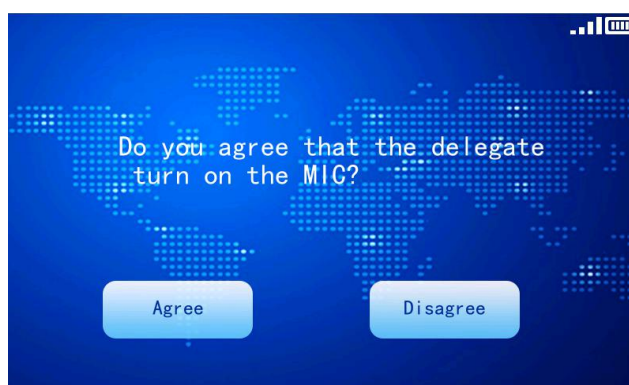 Do you agree that the delegate
turn on the MIC?
Agree
Disagree